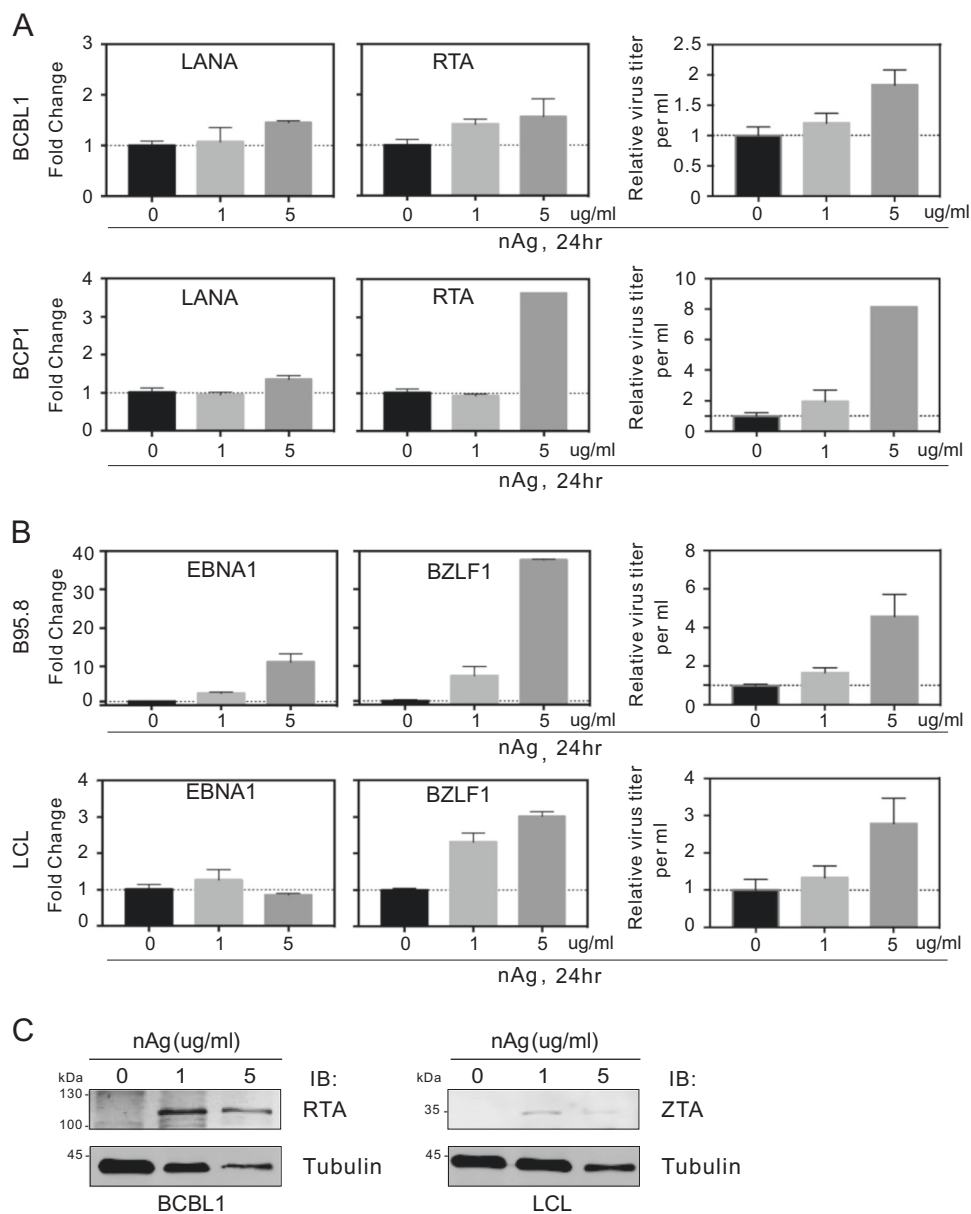 A
BCBL1
Fold Change
3
2
1
0
LANA
0 1 5
RTA
0 1 5 ug/ml
Relative virus titer
per ml
2.5
2
1.5
1
0.5
0
0 1 5 ug/ml
nAg, 24hr
BCP1
Fold Change
4
3
2
1
0
LANA
0 1 5
RTA
0 1 5 ug/ml
Relative virus titer
per ml
10
8
6
4
2
0
0 1 5 ug/ml
nAg, 24hr
B
B95.8
Fold Change
40
30
20
10
0
EBNA1
0 1 5
BZLF1
0 1 5 ug/ml
Relative virus titer
per ml
8
6
4
2
0
0 1 5 ug/ml
nAg, 24hr
LCL
Fold Change
4
3
2
1
0
EBNA1
0 1 5
BZLF1
0 1 5 ug/ml
Relative virus titer
per ml
4
3
2
1
0
0 1 5 ug/ml
nAg, 24hr
C
nAg(ug/ml)
kDa 0 1 5 IB:
130
100
RTA
45
Tubulin
BCBL1
nAg(ug/ml)
kDa 0 1 5 IB:
35
ZTA
45
Tubulin
LCL